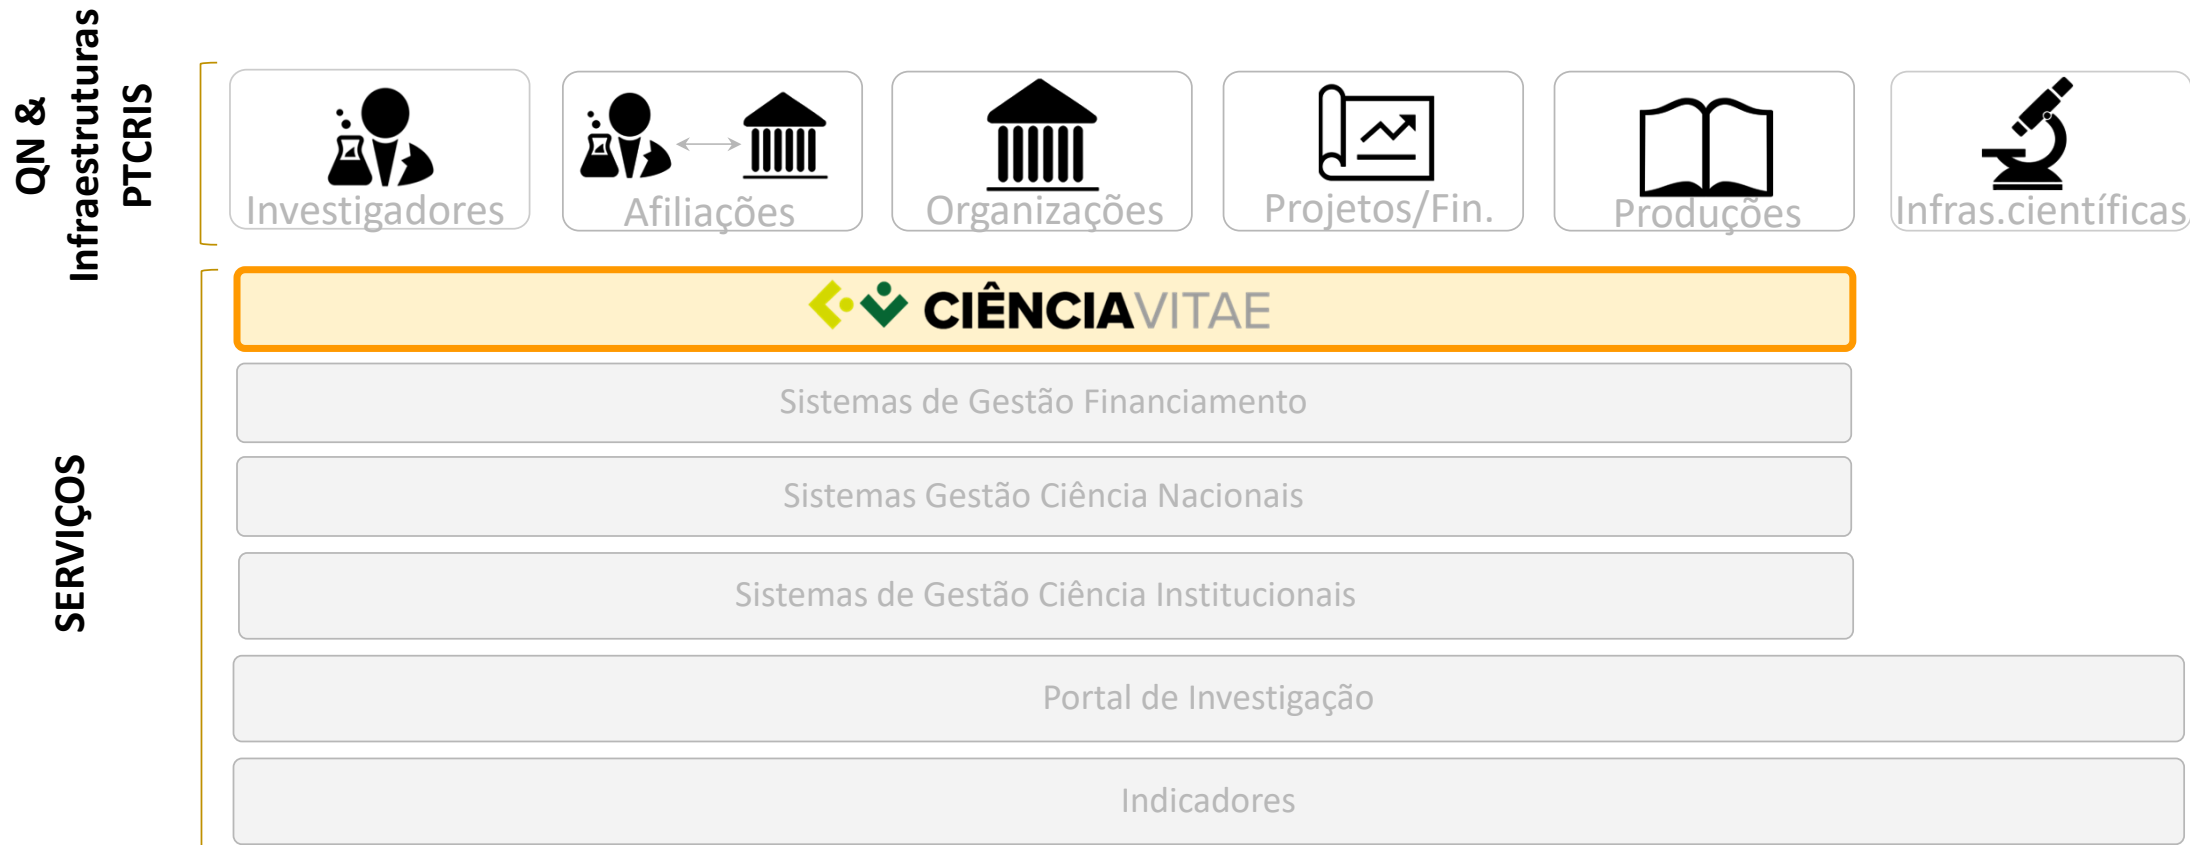 QN &
Infraestruturas
PTCRIS
Investigadores
Afiliações
Organizações
Projetos/Fin.
Produções
Infras.científicas.
SERVIÇOS
CIÊNCIAVITAE
Sistemas de Gestão Financiamento
Sistemas Gestão Ciência Nacionais
Sistemas de Gestão Ciência Institucionais
Portal de Investigação
Indicadores